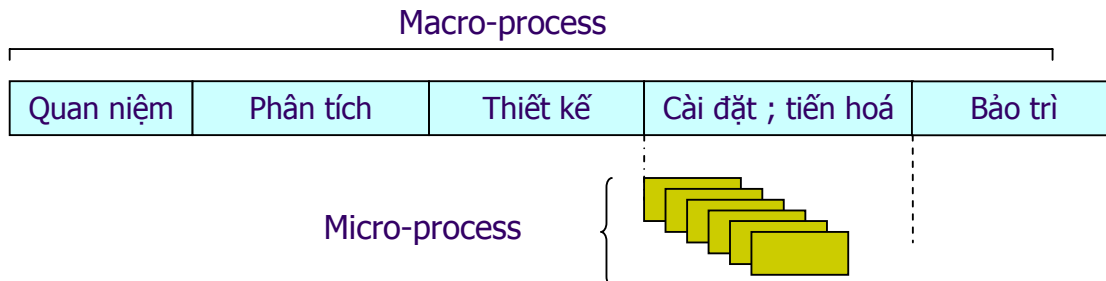 Macro-process
Quan niệm Phân tích Thiết kế Cài đặt ; tiến hoá Bảo trì
Micro-process